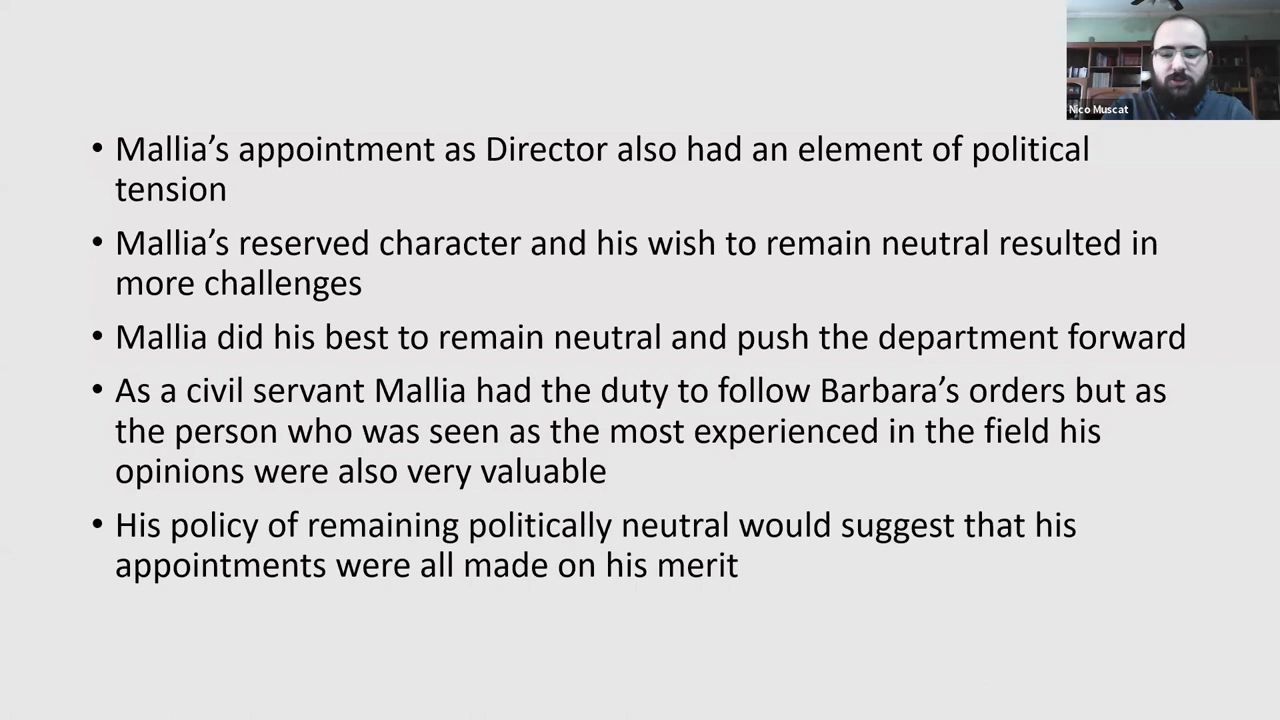 Nico Muscat
• Mallia’s appointment as Director also had an element of political
tension
• Mallia’s reserved character and his wish to remain neutral resulted in
more challenges
• Mallia did his best to remain neutral and push the department forward
• As a civil servant Mallia had the duty to follow Barbara’s orders but as
the person who was seen as the most experienced in the field his
opinions were also very valuable
• His policy of remaining politically neutral would suggest that his
appointments were all made on his merit